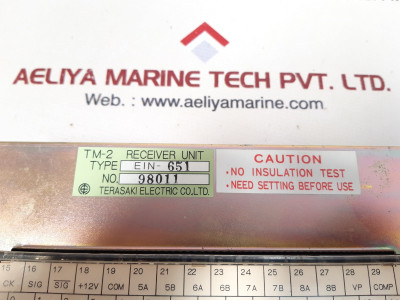 AELIYA MARINE TECH PVT. LTD.
Web. : www.aeliyamarine.com
TM-2 RECEIVER UNIT
TYPE EIN-651
NO. 98011
TERASAKI ELECTRIC CO., LTD.
CAUTION
• NO INSULATION TEST
• NEED SETTING BEFORE USE
15 16 17 18 19 20 21 22 23 24 25 26 27 28 29
CK SIG SIG +12V COM 5A 5B 6A 6B 7A 7B 8A 8B VP COMP